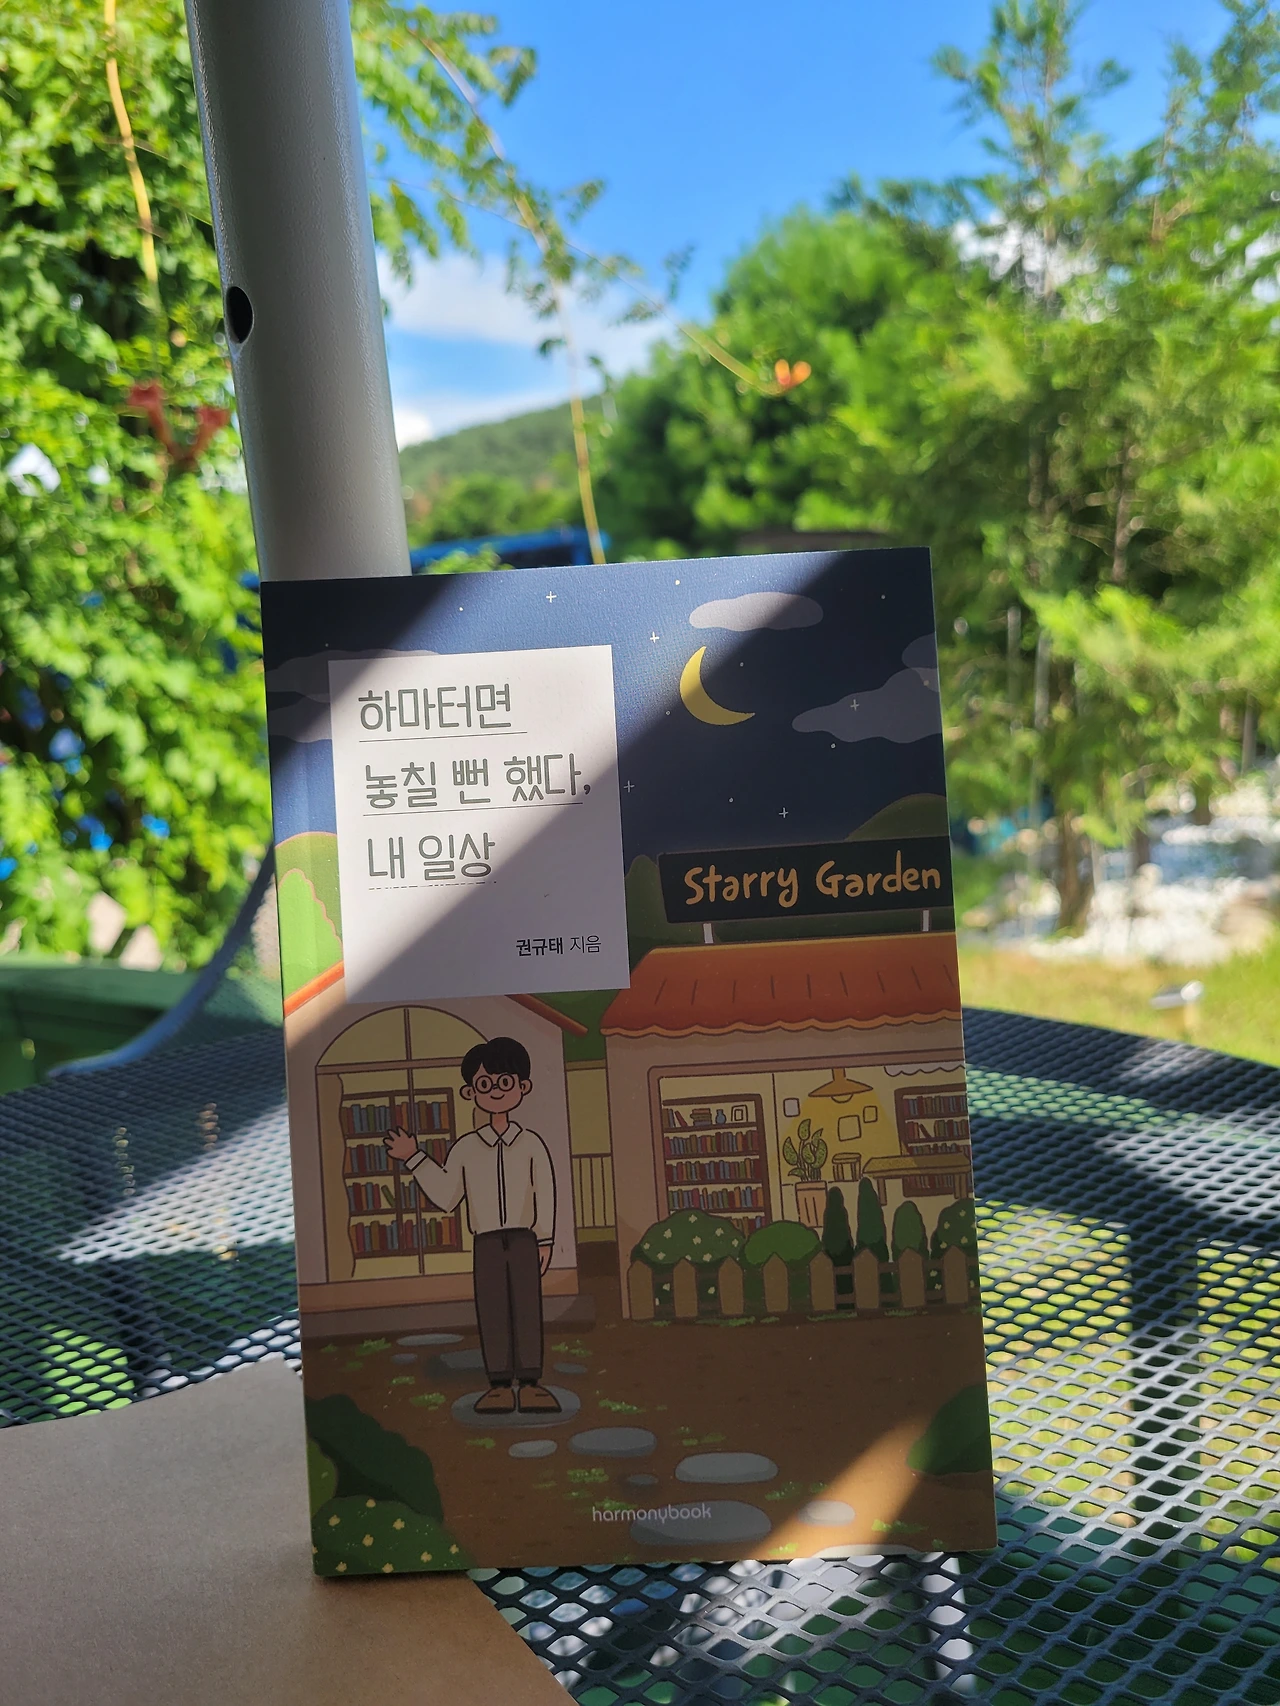 하마터면
놓칠 뻔 했다,
내 일상
권규태 지음
Starry Garden
harmonybook